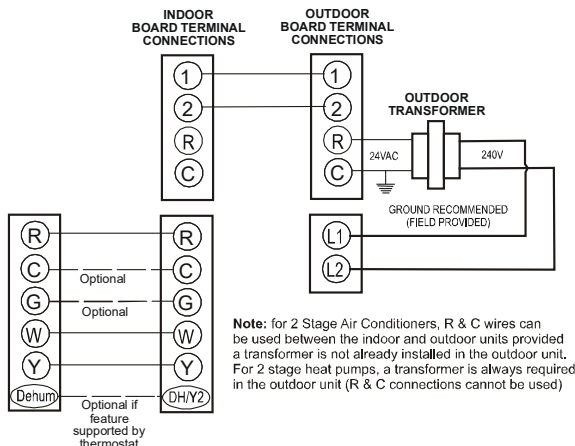 INDOOR
BOARD TERMINAL
CONNECTIONS
OUTDOOR
BOARD TERMINAL
CONNECTIONS
1
2
R
C
1
2
R
C
OUTDOOR
TRANSFORMER
24VAC
240V
GROUND RECOMMENDED
(FIELD PROVIDED)
L1
L2
R
C
G
W
Y
Dehum
Optional
Optional
Optional if
feature
supported by
thermostat
R
C
G
W
Y
DH/Y2
Note: for 2 Stage Air Conditioners, R & C wires can
be used between the indoor and outdoor units provided
a transformer is not already installed in the outdoor unit.
For 2 stage heat pumps, a transformer is always required
in the outdoor unit (R & C connections cannot be used)